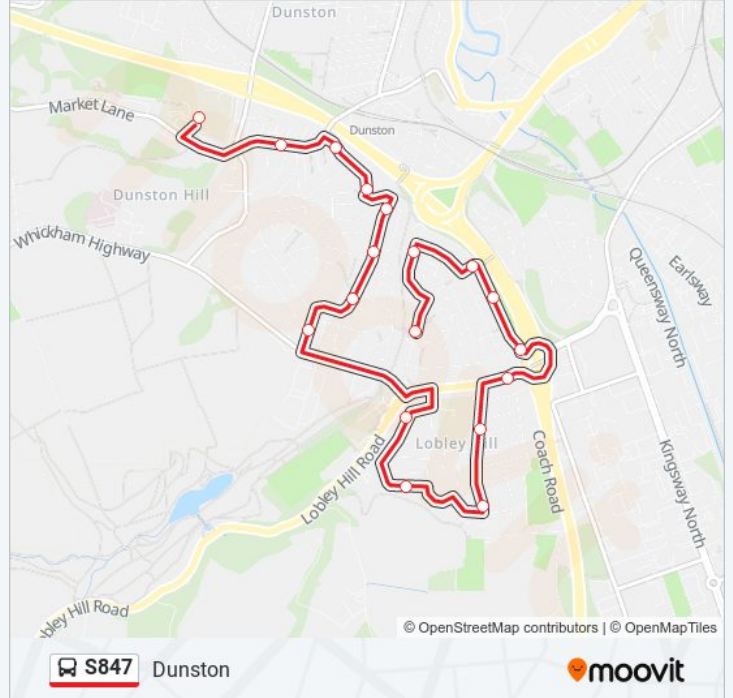 Dunston
Market Lane
Dunston
Dunston Hill
Whickham Highway
Earlsway
Queensway North
Lobley Hill
Lobley Hill Road
Coach Road
Kingsway North
bley Hill Road
© OpenStreetMap contributors | © OpenMapTiles
S847 Dunston
moovit